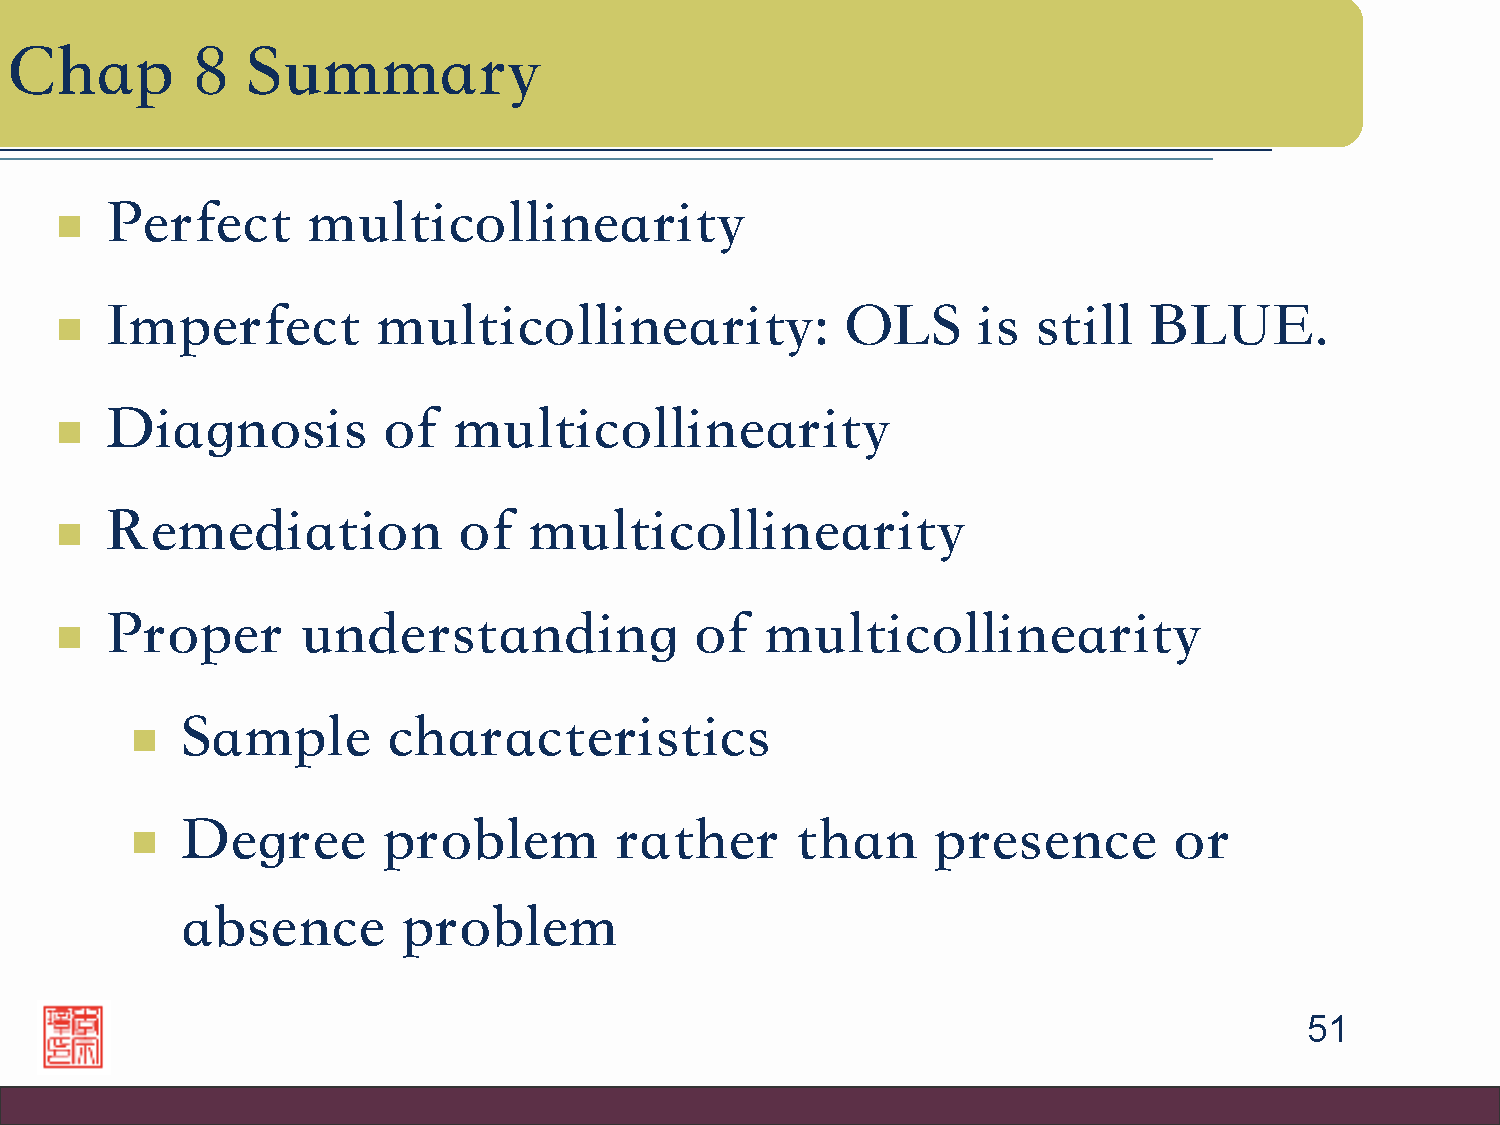 Chap 8 Summary
Perfect multicollinearity
Imperfect multicollinearity: OLS is still BLUE.
Diagnosis of multicollinearity
Remediation of multicollinearity
Proper understanding of multicollinearity
Sample characteristics
Degree problem rather than presence or
absence problem
51